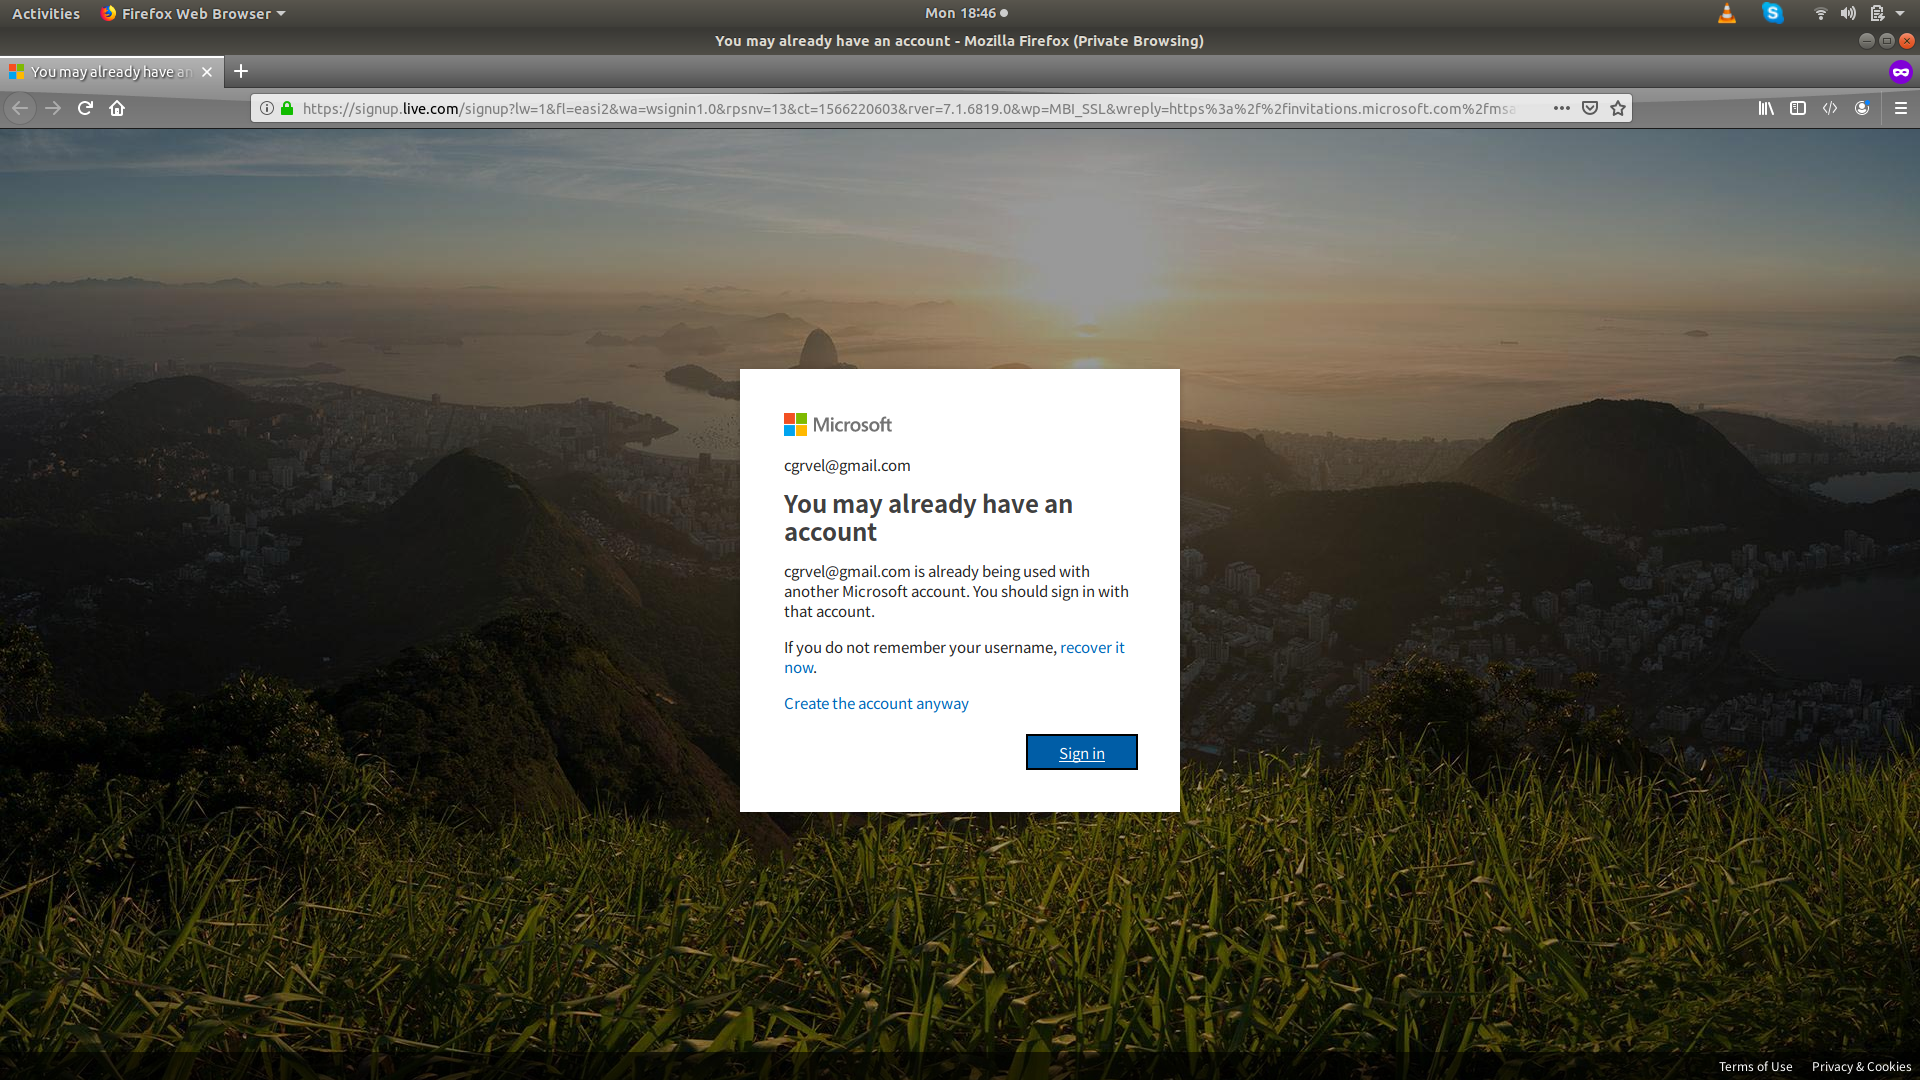 Activities
Firefox Web Browser
Mon 18:46
You may already have an account - Mozilla Firefox (Private Browsing)
You may already have an
https://signup.live.com/signup?lw=1&fl=easi2&wa=wsignin1.0&rpsnv=13&ct=1566220603&rver=7.1.6819.0&wp=MBI_SSL&wreply=https%3a%2f%2finvitations.microsoft.com%2fmsa
Microsoft
cgrvel@gmail.com
You may already have an
account
cgrvel@gmail.com is already being used with
another Microsoft account. You should sign in with
that account.
If you do not remember your username, recover it
now.
Create the account anyway
Sign in
Terms of Use
Privacy & Cookies